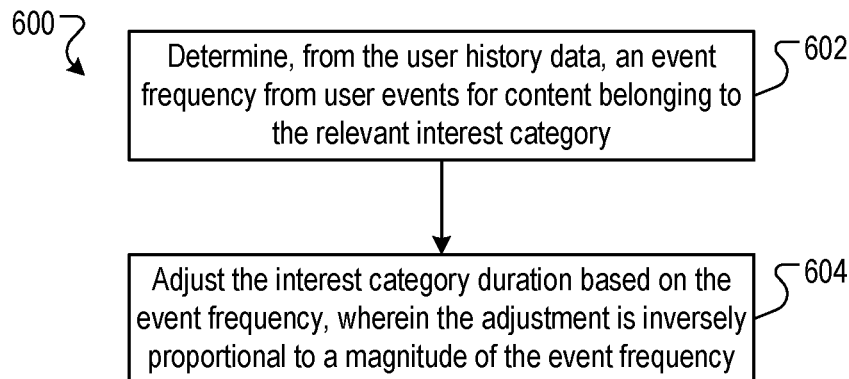 600
Determine, from the user history data, an event
frequency from user events for content belonging to
the relevant interest category
602
Adjust the interest category duration based on the
event frequency, wherein the adjustment is inversely
proportional to a magnitude of the event frequency
604